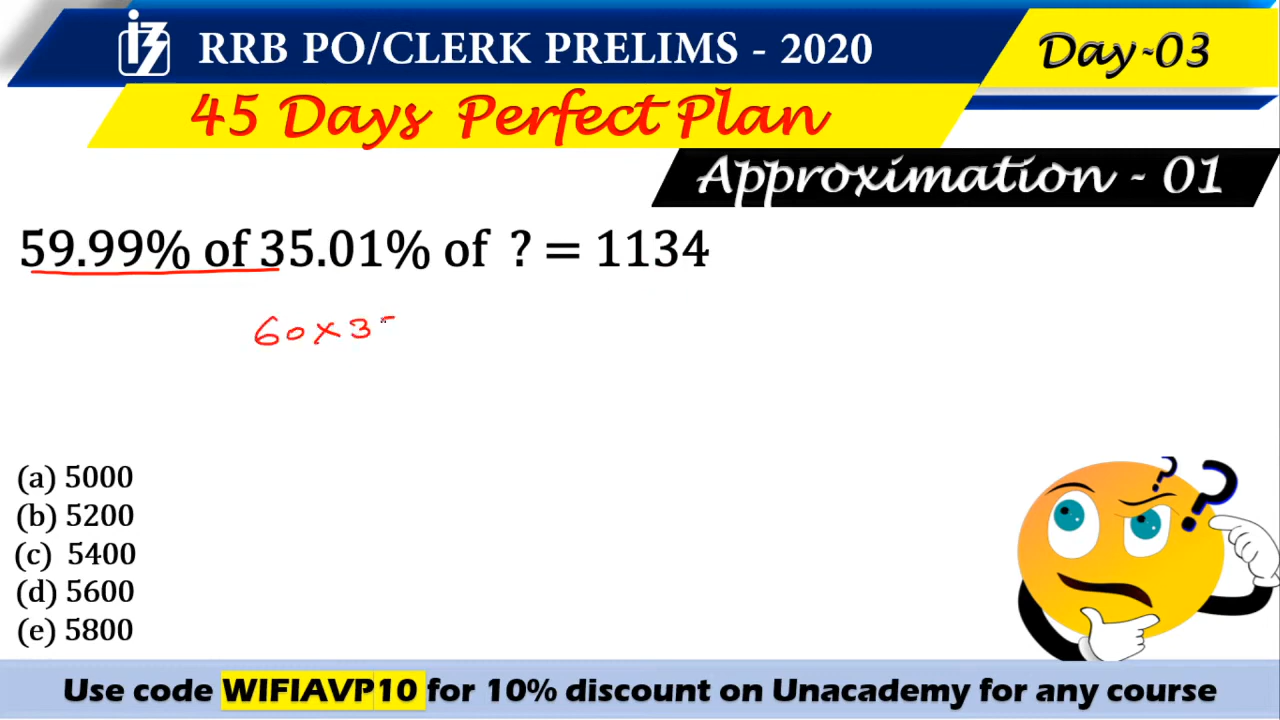 RRB PO/CLERK PRELIMS - 2020
Day-03
45 Days Perfect Plan
Approximation - 01
59.99% of 35.01% of ? = 1134
60×3
(a) 5000
(b) 5200
(c) 5400
(d) 5600
(e) 5800
Use code WIFIAVP10 for 10% discount on Unacademy for any course